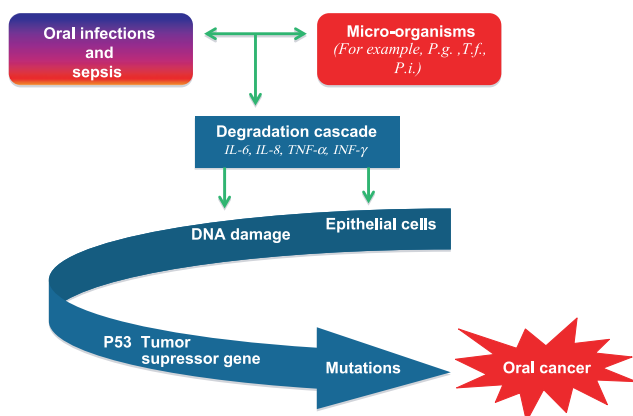 Oral infections
and
sepsis
Micro-organisms
(For example, P.g. ,T.f.,
P.i.)
Degradation cascade
IL-6, IL-8, TNF-α, INF-γ
DNA damage
Epithelial cells
P53 Tumor
supressor gene
Mutations
Oral cancer